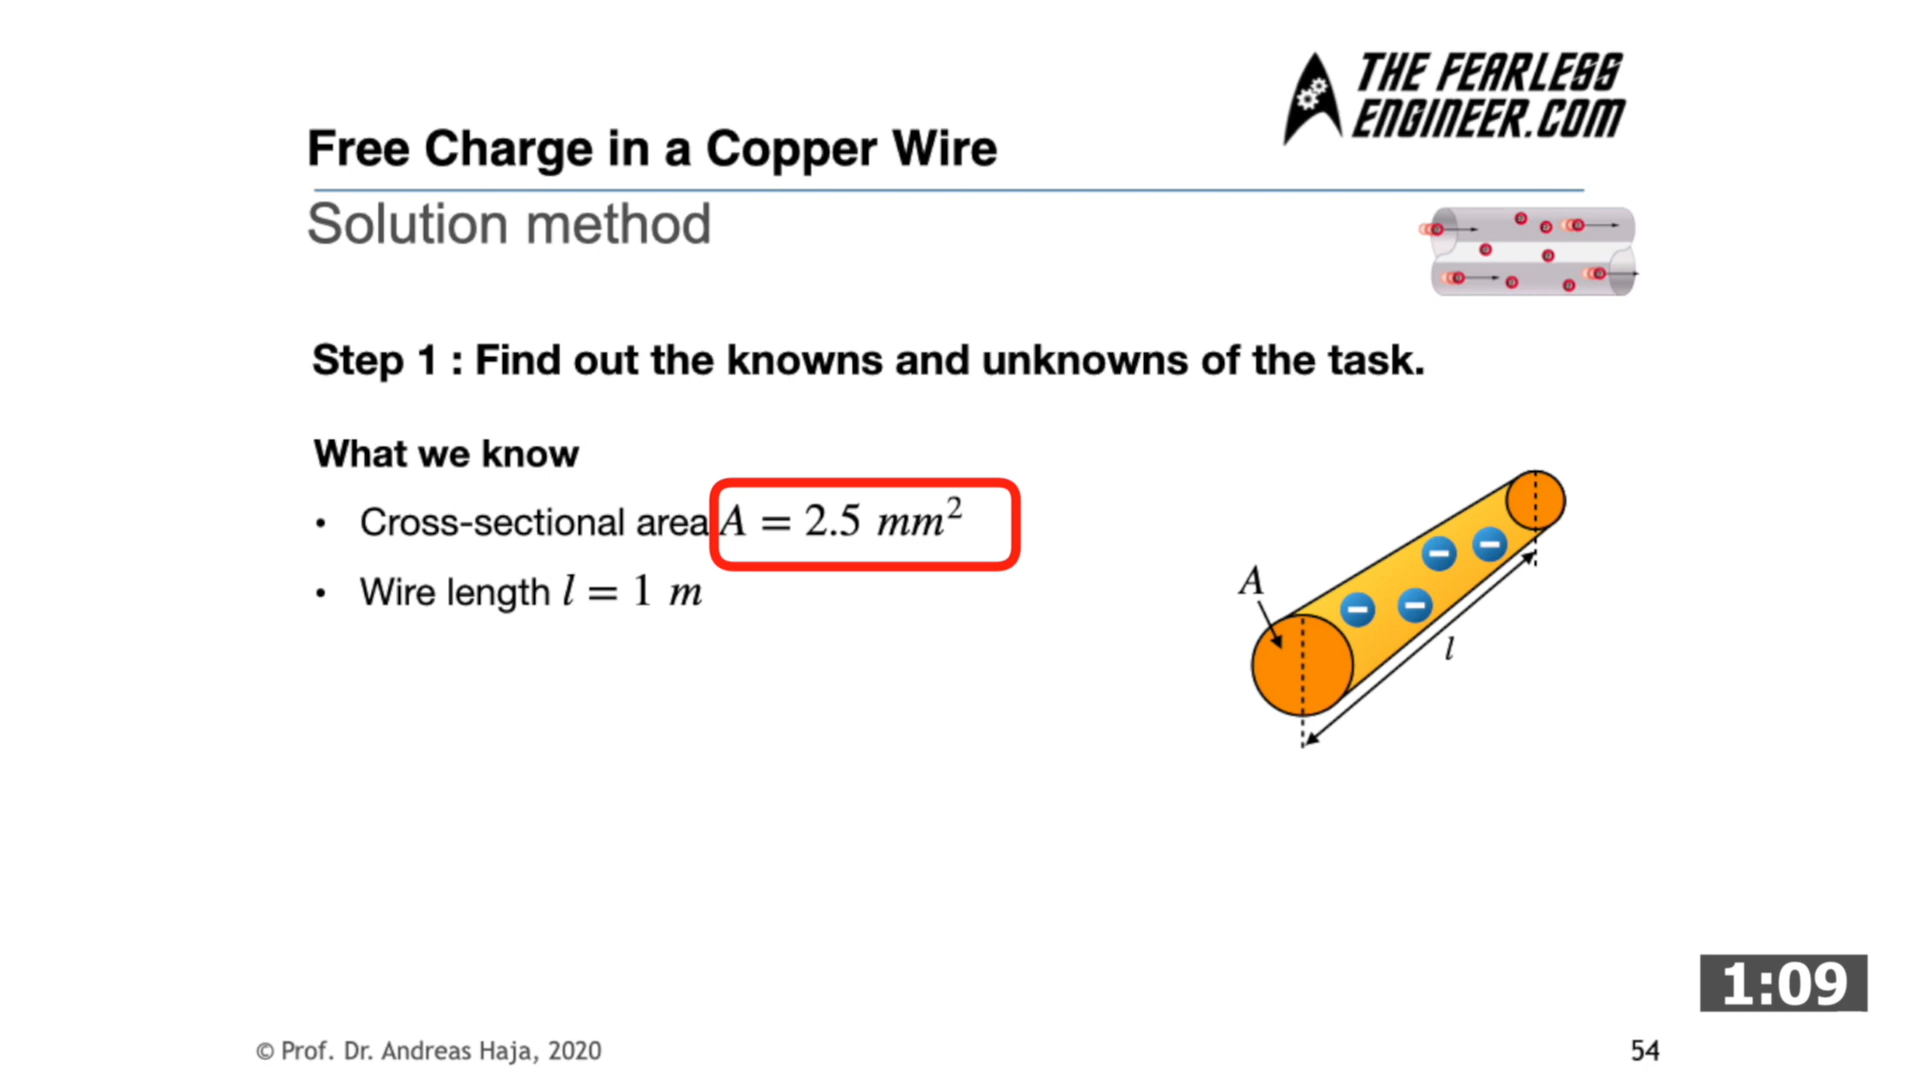 THE FEARLESS
ENGINEER.COM
Free Charge in a Copper Wire
Solution method
Step 1 : Find out the knowns and unknowns of the task.
What we know
• Cross-sectional area A = 2.5 mm²
• Wire length l = 1 m
A
l
1:09
© Prof. Dr. Andreas Haja, 2020
54